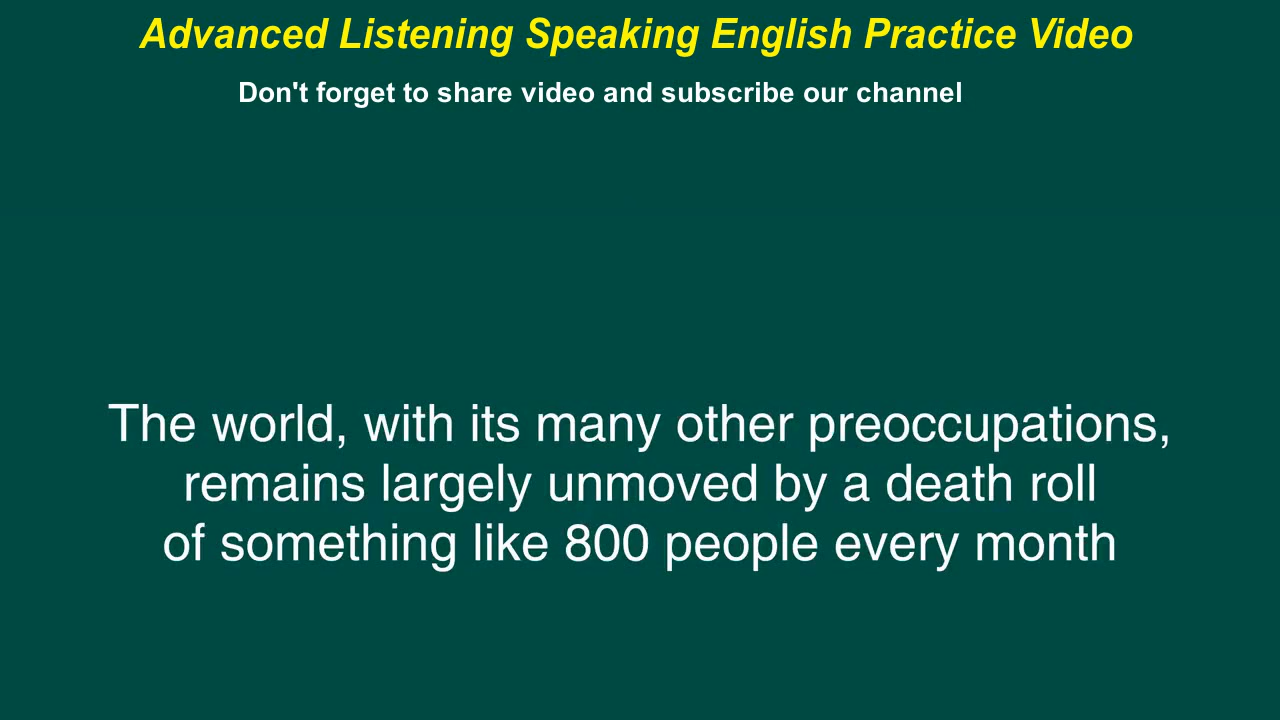 Advanced Listening Speaking English Practice Video
Don't forget to share video and subscribe our channel
The world, with its many other preoccupations,
remains largely unmoved by a death roll
of something like 800 people every month